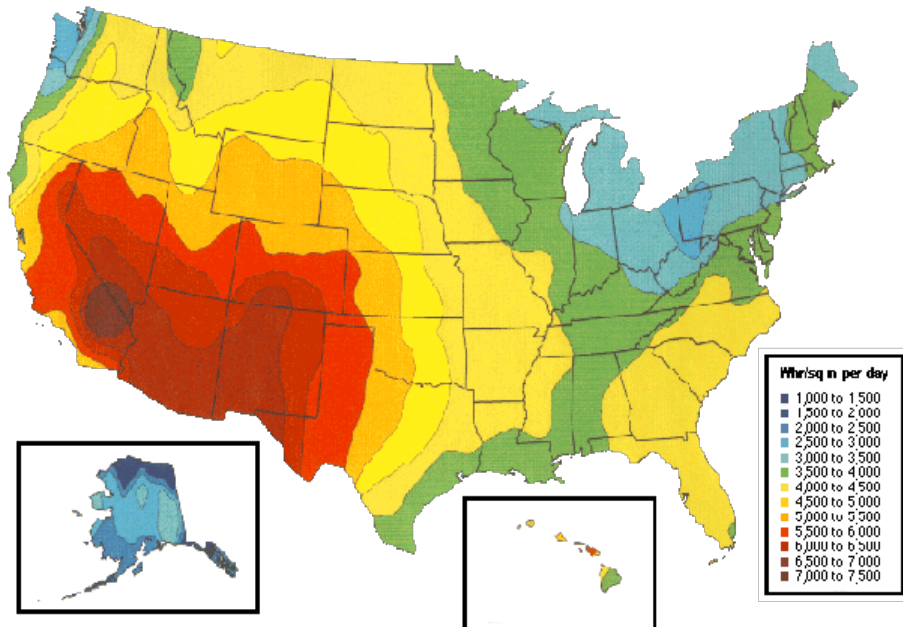 Whr/sq m per day
1,000 to 1,500
1,500 to 2,000
2,000 to 2,500
2,500 to 3,000
3,000 to 3,500
3,500 to 4,000
4,000 to 4,500
4,500 to 5,000
5,000 to 5,500
5,500 to 6,000
6,000 to 6,500
6,500 to 7,000
7,000 to 7,500